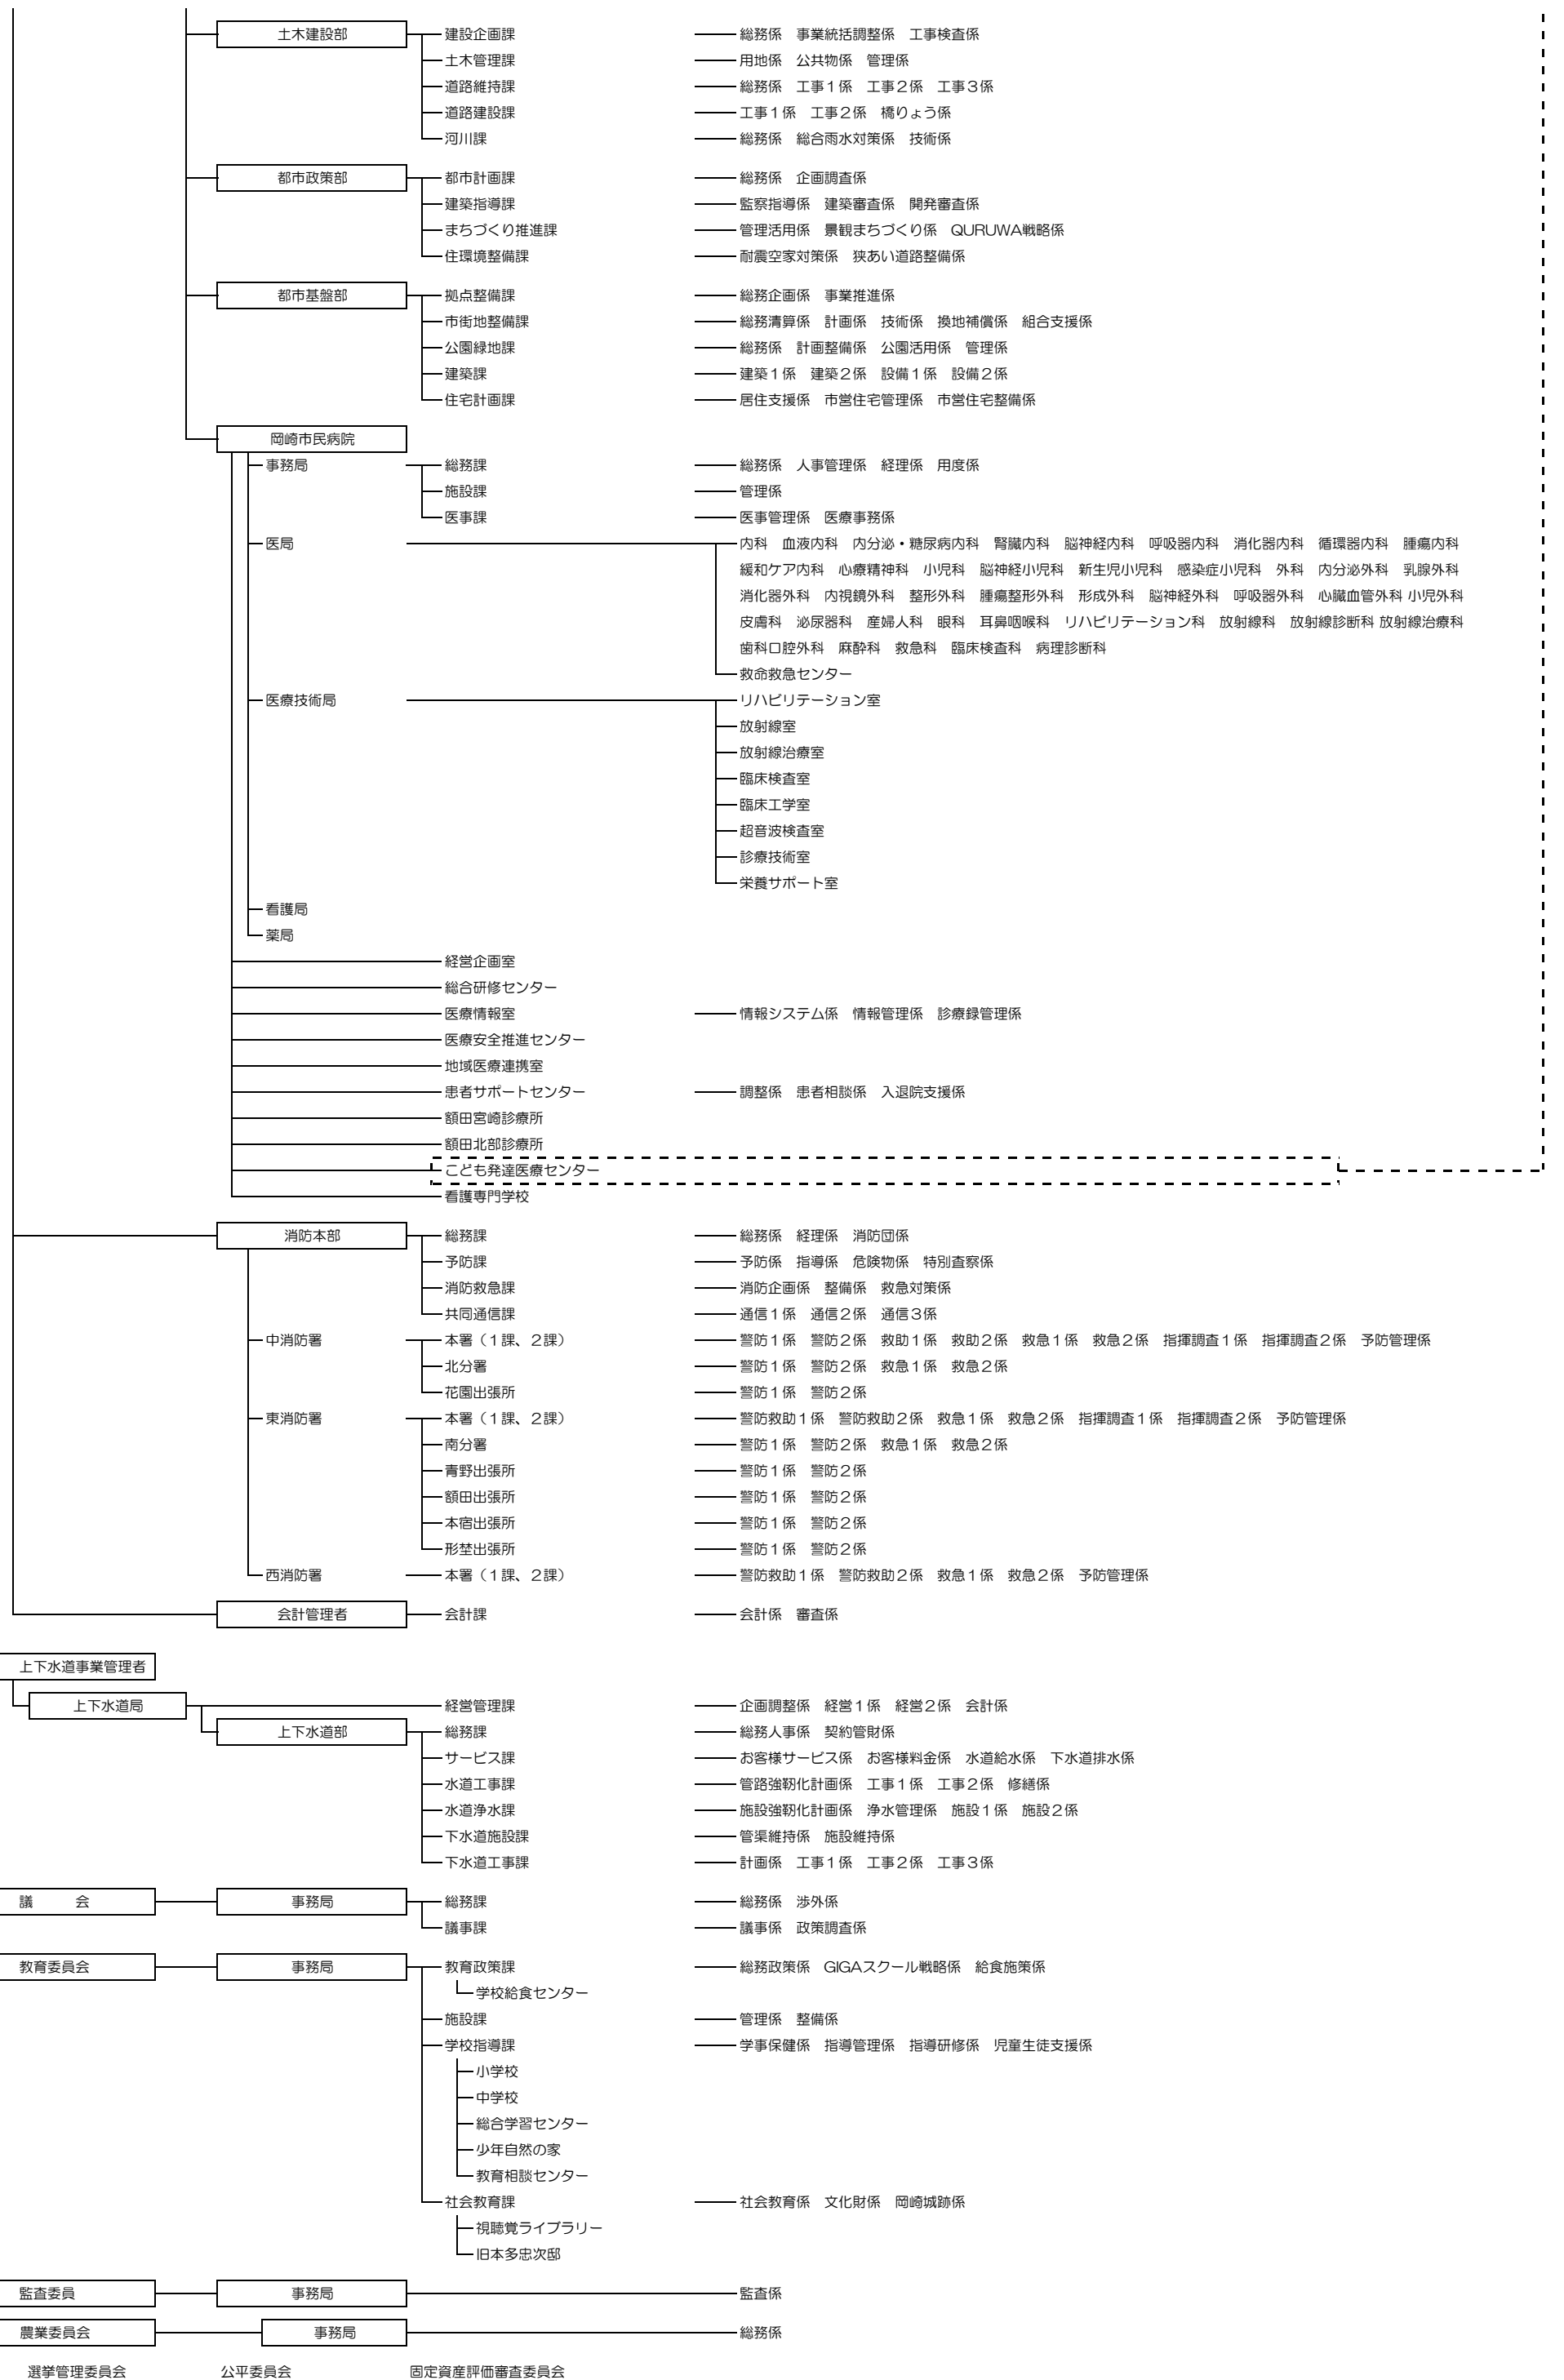 土木建設部 建設企画課 総務係 事業統括調整係 工事検査係
土木管理課 用地係 公共物係 管理係
道路維持課 総務係 工事１係 工事２係 工事３係
道路建設課 工事１係 工事２係 橋りょう係
河川課 総務係 総合雨水対策係 技術係
都市政策部 都市計画課 総務係 企画調査係
建築指導課 監察指導係 建築審査係 開発審査係
まちづくり推進課 管理活用係 景観まちづくり係 QURUWA戦略係
住環境整備課 耐震空家対策係 狭あい道路整備係
都市基盤部 拠点整備課 総務企画係 事業推進係
市街地整備課 総務清算係 計画係 技術係 換地補償係 組合支援係
公園緑地課 総務係 計画整備係 公園活用係 管理係
建築課 建築１係 建築２係 設備１係 設備２係
住宅計画課 居住支援係 市営住宅管理係 市営住宅整備係
岡崎市民病院
事務局 総務課 総務係 人事管理係 経理係 用度係
施設課 管理係
医事課 医事管理係 医療事務係
医局 内科 血液内科 内分泌・糖尿病内科 腎臓内科 脳神経内科 呼吸器内科 消化器内科 循環器内科 腫瘍内科
緩和ケア内科 心療精神科 小児科 脳神経小児科 新生児小児科 感染症小児科 外科 内分泌外科 乳腺外科
消化器外科 内視鏡外科 整形外科 腫瘍整形外科 形成外科 脳神経外科 呼吸器外科 心臓血管外科 小児外科
皮膚科 泌尿器科 産婦人科 眼科 耳鼻咽喉科 リハビリテーション科 放射線科 放射線診断科 放射線治療科
歯科口腔外科 麻酔科 救急科 臨床検査科 病理診断科
救命救急センター
医療技術局 リハビリテーション室
放射線室
放射線治療室
臨床検査室
臨床工学室
超音波検査室
診療技術室
栄養サポート室
看護局
薬局
経営企画室
総合研修センター
医療情報室 情報システム係 情報管理係 診療録管理係
医療安全推進センター
地域医療連携室
患者サポートセンター 調整係 患者相談係 入退院支援係
額田宮崎診療所
額田北部診療所
こども発達医療センター
看護専門学校
消防本部 総務課 総務係 経理係 消防団係
予防課 予防係 指導係 危険物係 特別査察係
消防救急課 消防企画係 整備係 救急対策係
共同通信課 通信１係 通信２係 通信３係
中消防署 本署（１課、２課） 警防１係 警防２係 救助１係 救助２係 救急１係 救急２係 指揮調査１係 指揮調査２係 予防管理係
北分署 警防１係 警防２係 救急１係 救急２係
花園出張所 警防１係 警防２係
東消防署 本署（１課、２課） 警防救助１係 警防救助２係 救急１係 救急２係 指揮調査１係 指揮調査２係 予防管理係
南分署 警防１係 警防２係 救急１係 救急２係
青野出張所 警防１係 警防２係
額田出張所 警防１係 警防２係
本宿出張所 警防１係 警防２係
形埜出張所 警防１係 警防２係
西消防署 本署（１課、２課） 警防救助１係 警防救助２係 救急１係 救急２係 予防管理係
会計管理者 会計課 会計係 審査係
上下水道事業管理者
上下水道局 経営管理課 企画調整係 経営１係 経営２係 会計係
上下水道部 総務課 総務人事係 契約管財係
サービス課 お客様サービス係 お客様料金係 水道給水係 下水道排水係
水道工事課 管路強靭化計画係 工事１係 工事２係 修繕係
水道浄水課 施設強靭化計画係 浄水管理係 施設１係 施設２係
下水道施設課 管渠維持係 施設維持係
下水道工事課 計画係 工事１係 工事２係 工事３係
議 会 事務局 総務課 総務係 渉外係
議事課 議事係 政策調査係
教育委員会 事務局 教育政策課 総務政策係 GIGAスクール戦略係 給食施策係
学校給食センター
施設課 管理係 整備係
学校指導課 学事保健係 指導管理係 指導研修係 児童生徒支援係
小学校
中学校
総合学習センター
少年自然の家
教育相談センター
社会教育課 社会教育係 文化財係 岡崎城跡係
視聴覚ライブラリー
旧本多忠次邸
監査委員 事務局 監査係
農業委員会 事務局 総務係
選挙管理委員会 公平委員会 固定資産評価審査委員会